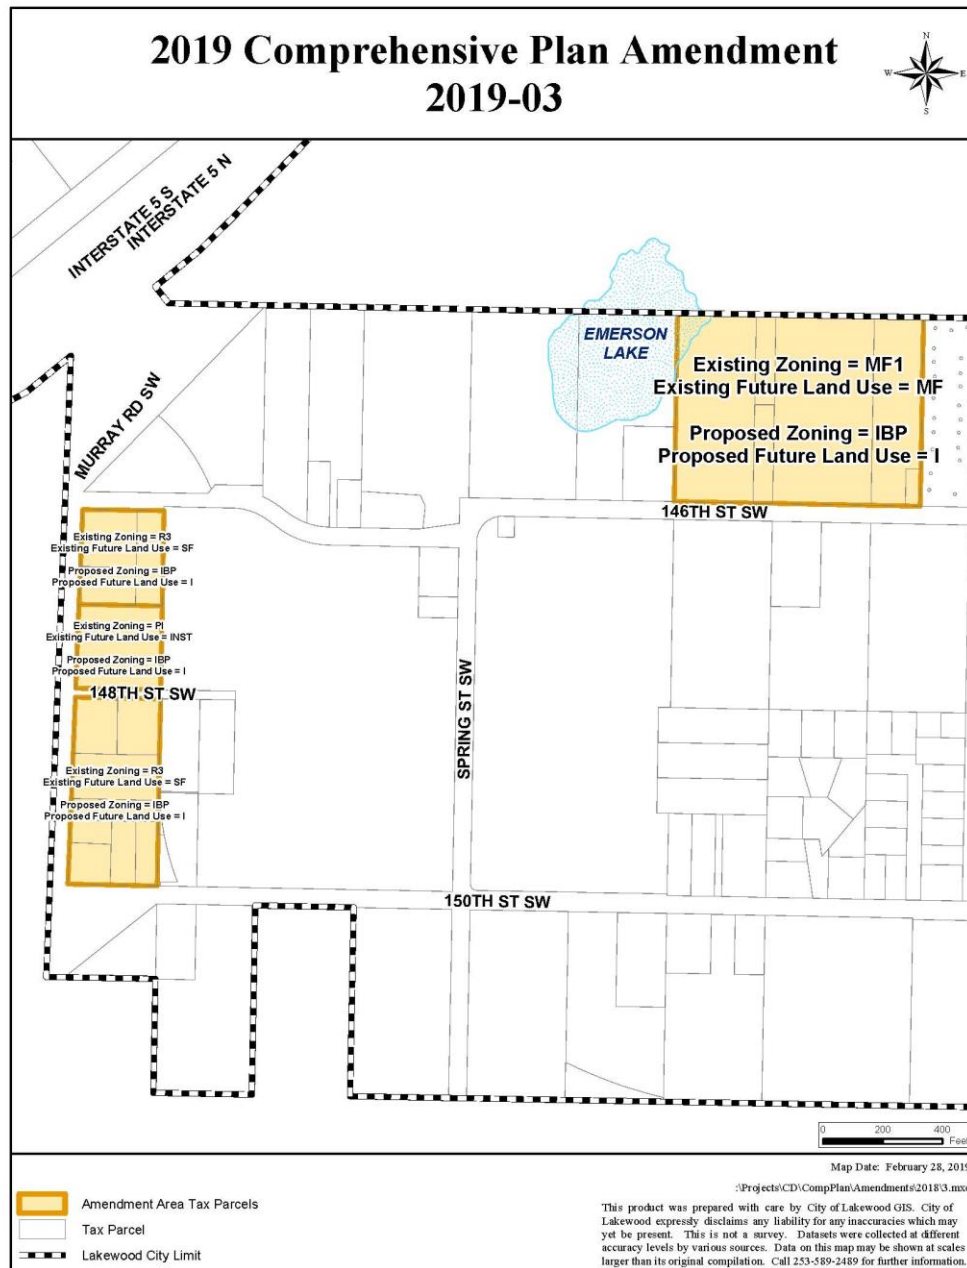 2019 Comprehensive Plan Amendment
2019-03
N
W
E
S
INTERSTATE 5 S
INTERSTATE 5 N
EMERSON
LAKE
Existing Zoning = MF1
Existing Future Land Use = MF
Proposed Zoning = IBP
Proposed Future Land Use = I
MURRAY RD SW
146TH ST SW
Existing Zoning = R3
Existing Future Land Use = SF
Proposed Zoning = IBP
Proposed Future Land Use = I
Existing Zoning = PI
Existing Future Land Use = INST
Proposed Zoning = IBP
Proposed Future Land Use = I
148TH ST SW
SPRING ST SW
Existing Zoning = R3
Existing Future Land Use = SF
Proposed Zoning = IBP
Proposed Future Land Use = I
150TH ST SW
0 200 400
Feet
Map Date: February 28, 2019
:\Projects\CD\CompPlan\Amendments\2018\3.mxd
Amendment Area Tax Parcels
Tax Parcel
Lakewood City Limit
This product was prepared with care by City of Lakewood GIS. City of
Lakewood expressly disclaims any liability for any inaccuracies which may
yet be present. This is not a survey. Datasets were collected at different
accuracy levels by various sources. Data on this map may be shown at scales
larger than its original compilation. Call 253-589-2489 for further information.